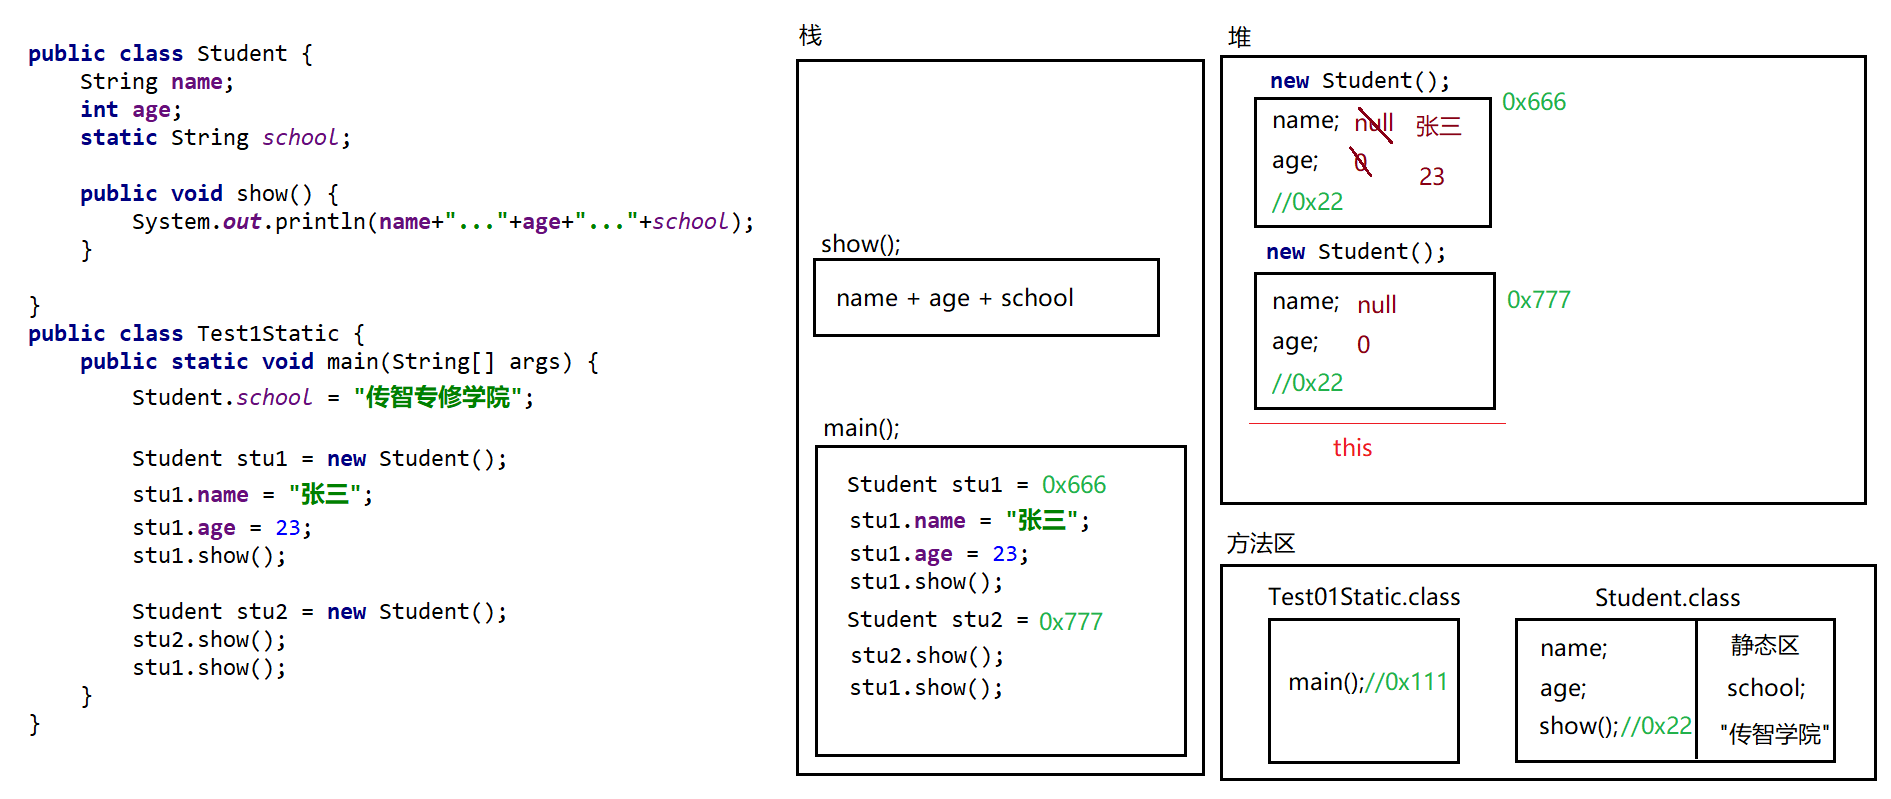 public class Student {
String name;
int age;
static String school;
public void show() {
System.out.println(name+"..."+age+"..."+school);
}
}
public class Test1Static {
public static void main(String[] args) {
Student.school = "传智专修学院";
Student stu1 = new Student();
stu1.name = "张三";
stu1.age = 23;
stu1.show();
Student stu2 = new Student();
stu2.show();
stu1.show();
}
}
栈
show();
name + age + school
main();
Student stu1 = 0x666
stu1.name = "张三";
stu1.age = 23;
stu1.show();
Student stu2 = 0x777
stu2.show();
stu1.show();
堆
new Student();
0x666
name; null 张三
age; 0 23
//0x22
new Student();
0x777
name; null
age; 0
//0x22
this
方法区
Test01Static.class
main();//0x111
Student.class
name;
age;
show();//0x22
静态区
school;
"传智学院"